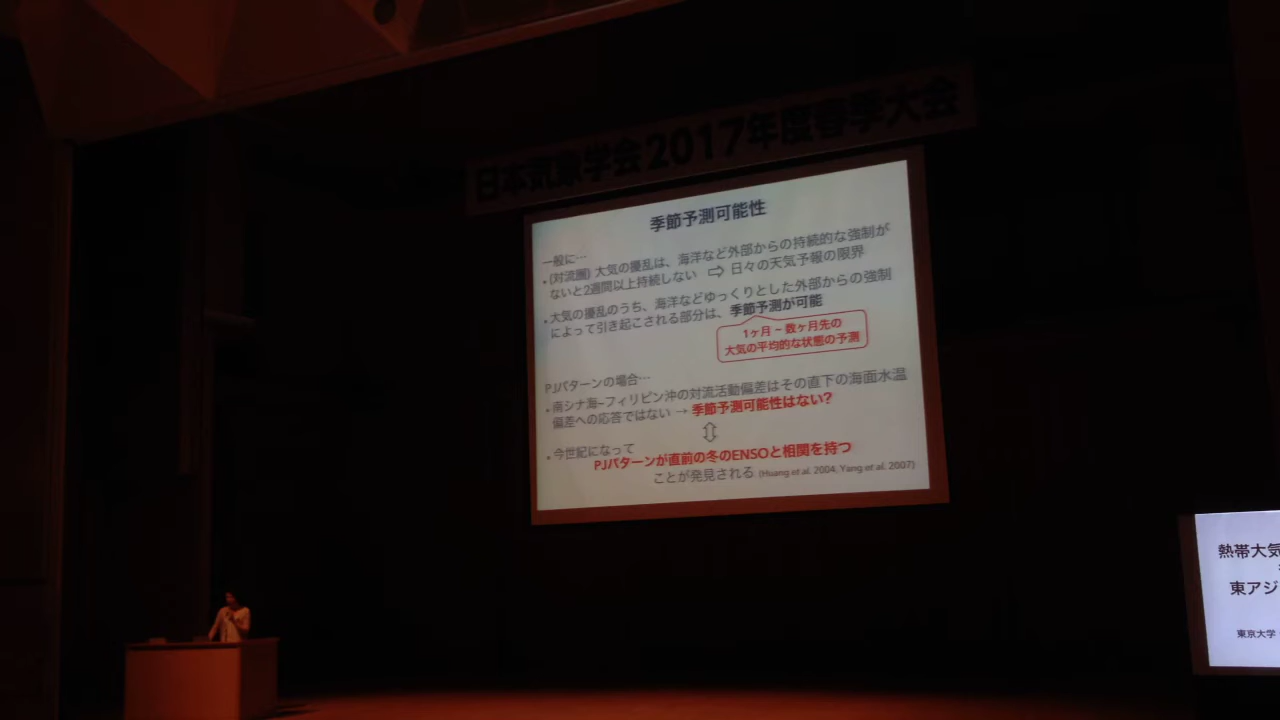 日本気象学会2017年度春季大会
季節予測可能性
一般に…
• (対流圏) 大気の擾乱は、海洋など外部からの持続的な強制が
ないと2週間以上持続しない ⇨ 日々の天気予報の限界
• 大気の擾乱のうち、海洋などゆっくりとした外部からの強制
によって引き起こされる部分は、季節予測が可能
1ヶ月 ~ 数ヶ月先の
大気の平均的な状態の予測
PJパターンの場合…
• 南シナ海–フィリピン沖の対流活動偏差はその直下の海面水温
偏差への応答ではない → 季節予測可能性はない?
• 今世紀になって
PJパターンが直前の冬のENSOと相関を持つ
ことが発見される (Huang et al. 2004, Yang et al. 2007)
熱帯大気
東アジ
東京大学